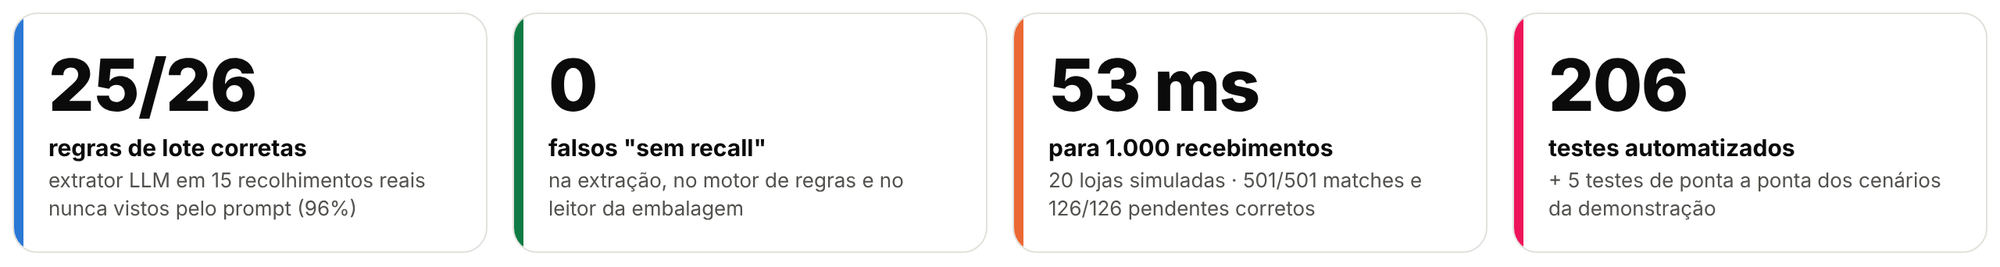 25/26
regras de lote corretas
extrator LLM em 15 recolhimentos reais
nunca vistos pelo prompt (96%)
0
falsos "sem recall"
na extração, no motor de regras e no
leitor da embalagem
53 ms
para 1.000 recebimentos
20 lojas simuladas · 501/501 matches e
126/126 pendentes corretos
206
testes automatizados
+ 5 testes de ponta a ponta dos cenários
da demonstração